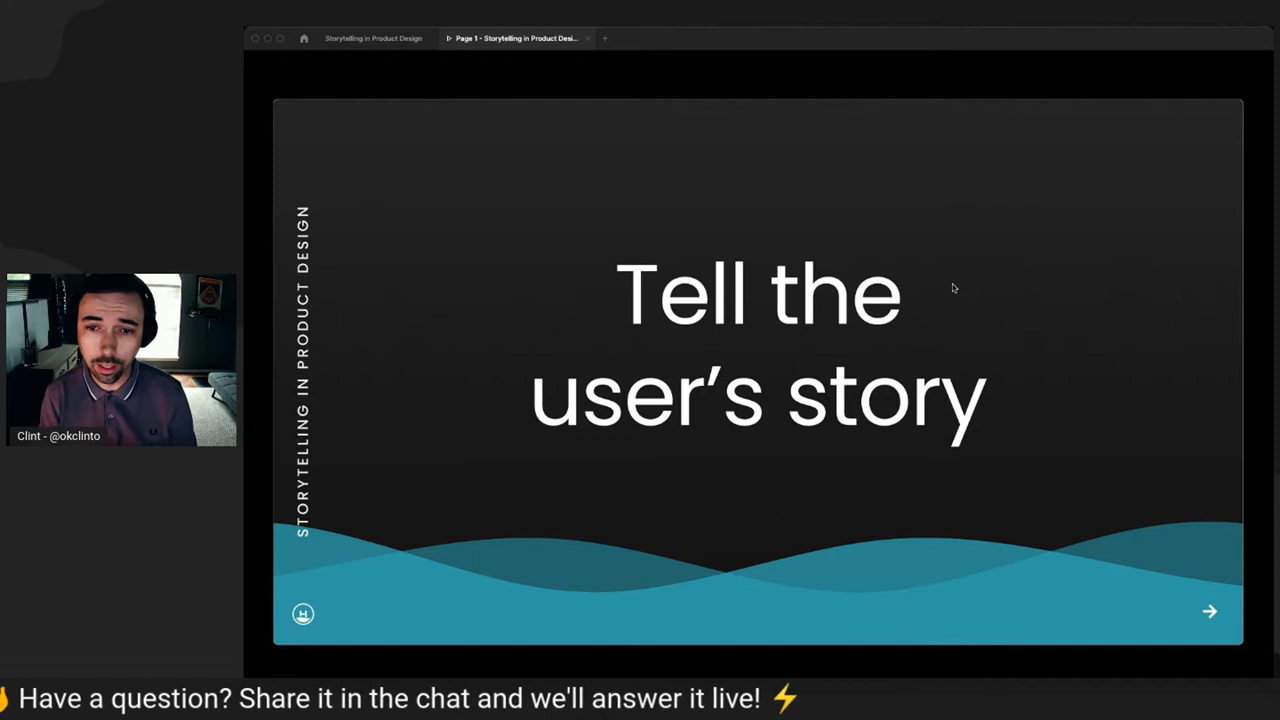 Storytelling in Product Design
Page 1 - Storytelling in Product Desi...
STORYTELLING IN PRODUCT DESIGN
Tell the
user's story
Clint - @okclinto
H
Have a question? Share it in the chat and we'll answer it live! ⚡